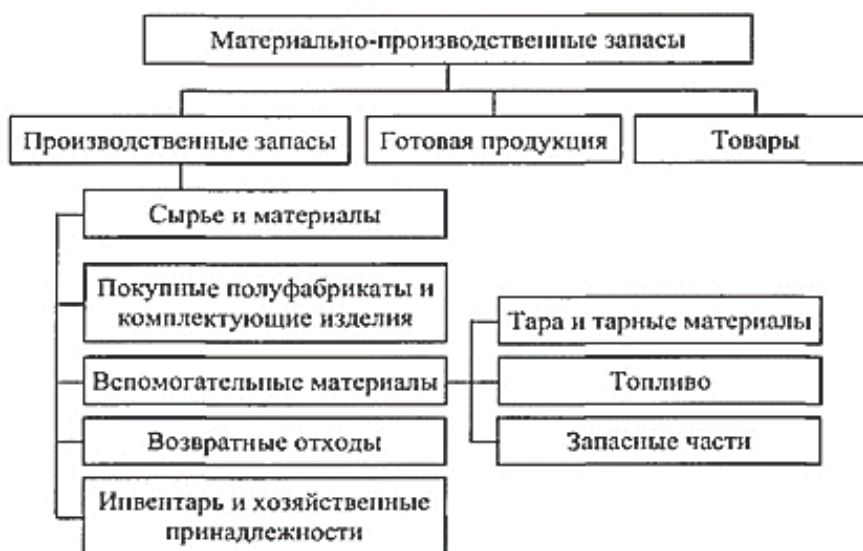 Материально-производственные запасы
Производственные запасы
Готовая продукция
Товары
Сырье и материалы
Покупные полуфабрикаты и
комплектующие изделия
Вспомогательные материалы
Возвратные отходы
Инвентарь и хозяйственные
принадлежности
Тара и тарные материалы
Топливо
Запасные части